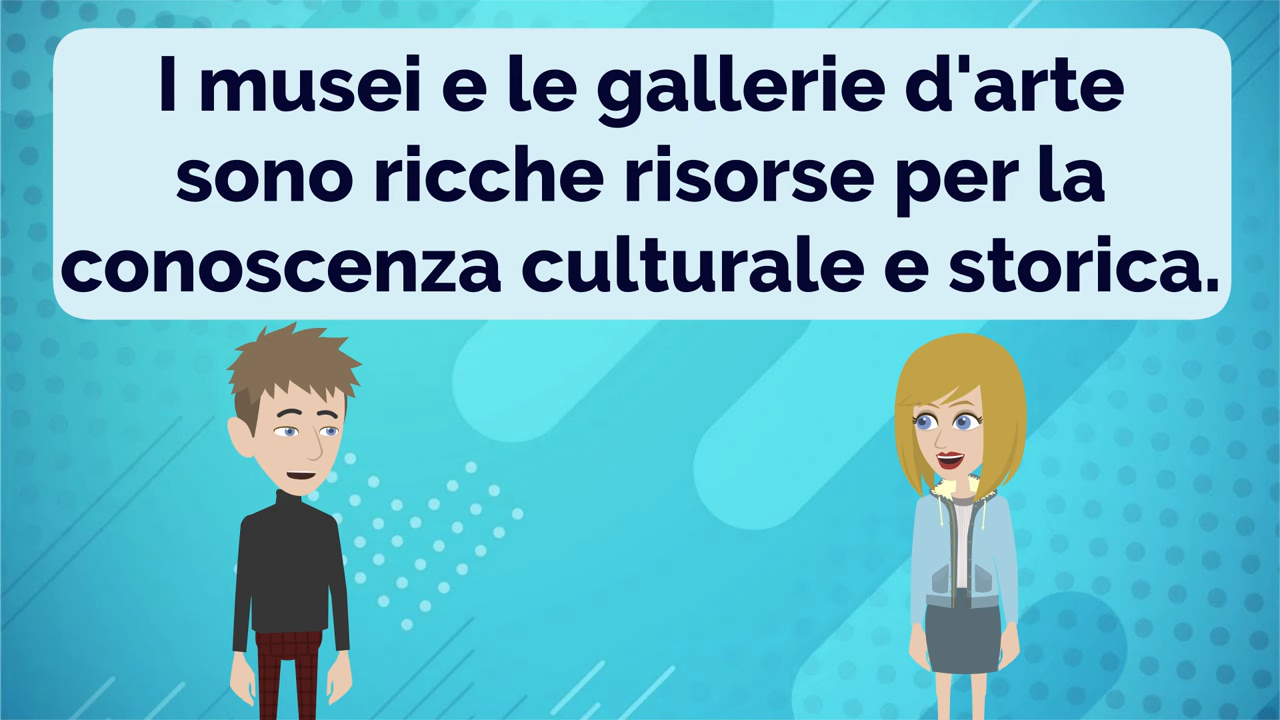 I musei e le gallerie d'arte
sono ricche risorse per la
conoscenza culturale e storica.